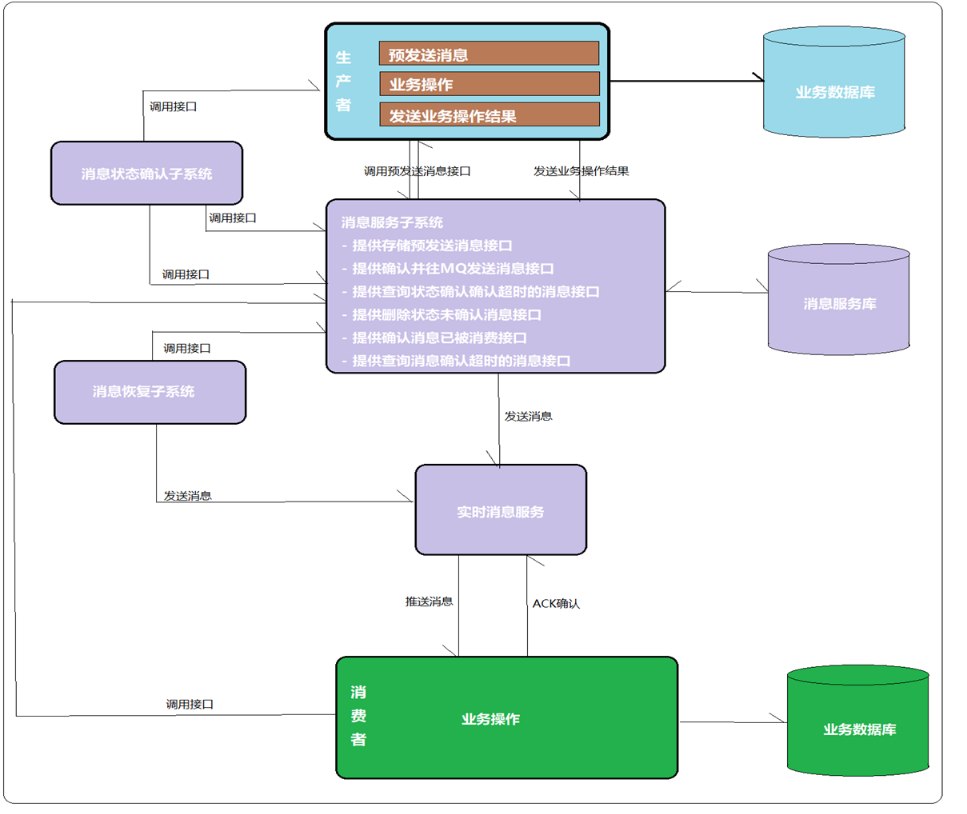 生产者
预发送消息
业务操作
发送业务操作结果
业务数据库
调用接口
消息状态确认子系统
调用预发送消息接口
发送业务操作结果
调用接口
调用接口
消息服务子系统
- 提供存储预发送消息接口
- 提供确认并往MQ发送消息接口
- 提供查询状态确认确认超时的消息接口
- 提供删除状态未确认消息接口
- 提供确认消息已被消费接口
- 提供查询消息确认超时的消息接口
消息服务库
调用接口
消息恢复子系统
发送消息
发送消息
实时消息服务
推送消息
ACK确认
调用接口
消费者
业务操作
业务数据库